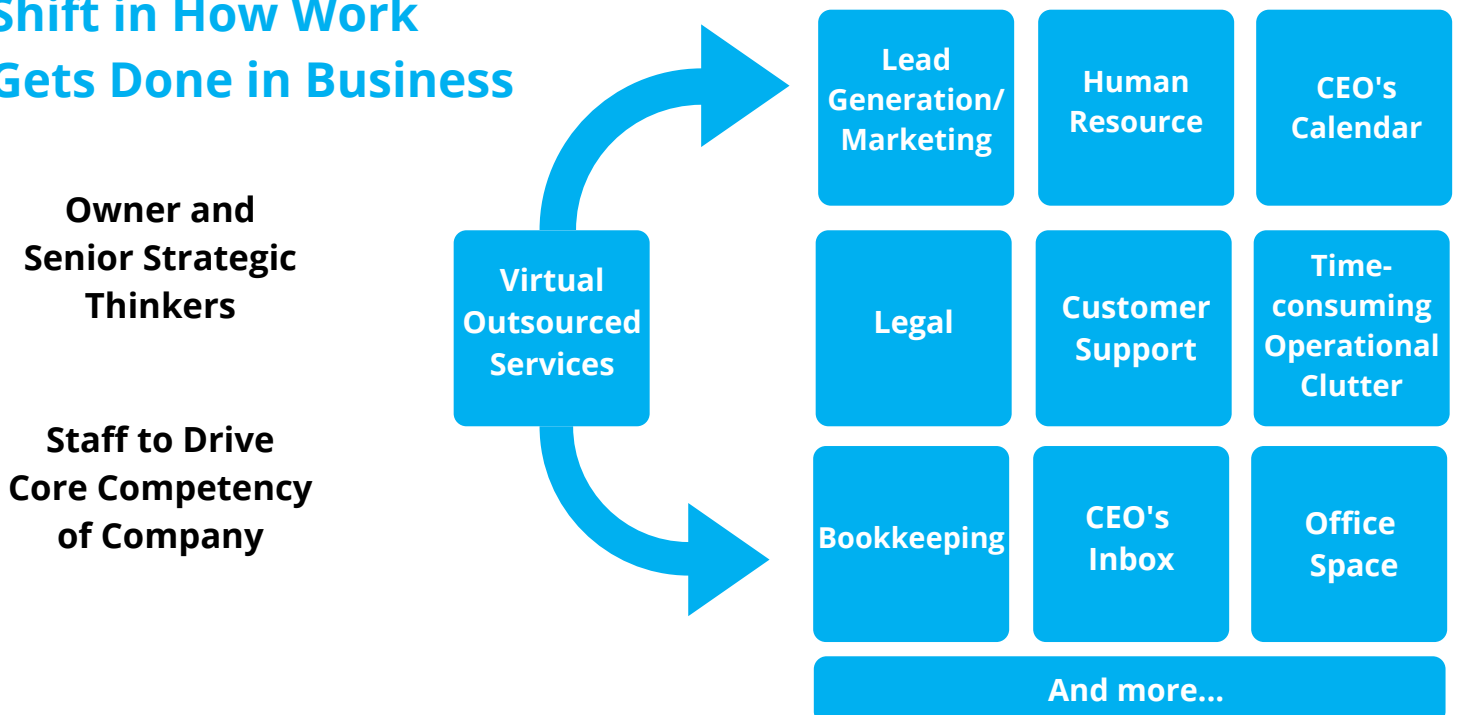 Shift in How Work
Gets Done in Business
Owner and
Senior Strategic
Thinkers
Staff to Drive
Core Competency
of Company
Virtual
Outsourced
Services
Lead
Generation/
Marketing
Human
Resource
CEO's
Calendar
Legal
Customer
Support
Time-
consuming
Operational
Clutter
Bookkeeping
CEO's
Inbox
Office
Space
And more...